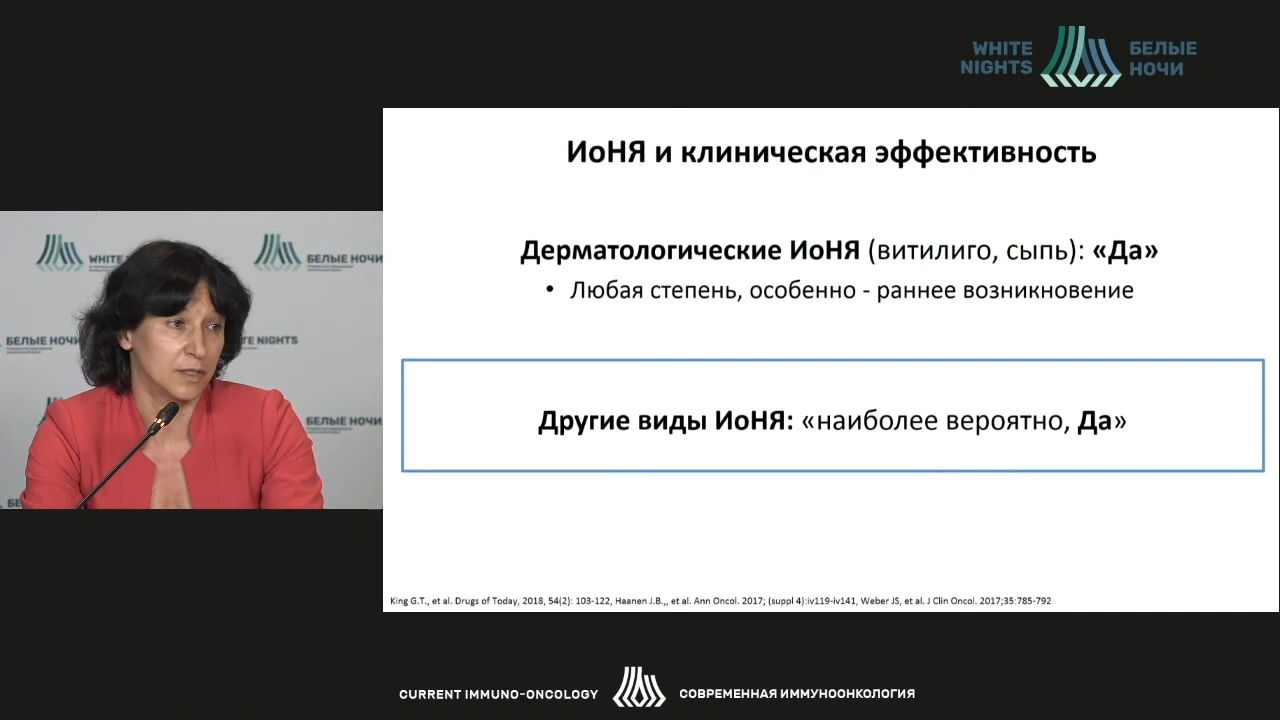 WHITE
NIGHTS
БЕЛЫЕ
НОЧИ
ИоНЯ и клиническая эффективность
Дерматологические ИоНЯ (витилиго, сыпь): «Да»
• Любая степень, особенно - раннее возникновение
Другие виды ИоНЯ: «наиболее вероятно, Да»
King G.T., et al. Drugs of Today, 2018, 54(2): 103-122, Haanen J.B.,, et al. Ann Oncol. 2017; (suppl 4):iv119-iv141, Weber JS, et al. J Clin Oncol. 2017;35:785-792
WHITE
БЕЛЫЕ НОЧИ
БЕЛЫЕ НОЧИ
TE NIGHTS
БЕЛЫЕ НОЧИ
CURRENT IMMUNO-ONCOLOGY
СОВРЕМЕННАЯ ИММУНООНКОЛОГИЯ